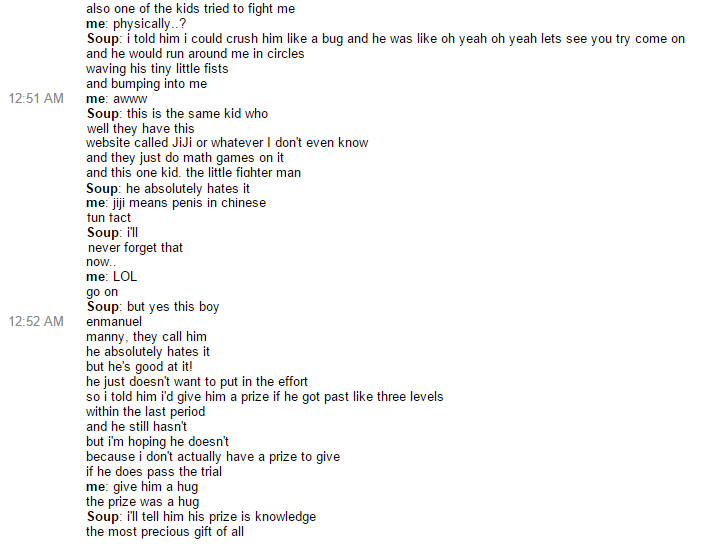 also one of the kids tried to fight me
me: physically..?
Soup: i told him i could crush him like a bug and he was like oh yeah oh yeah lets see you try come on
and he would run around me in circles
waving his tiny little fists
and bumping into me
12:51 AM me: awww
Soup: this is the same kid who
well they have this
website called JiJi or whatever I don't even know
and they just do math games on it
and this one kid. the little fighter man
Soup: he absolutely hates it
me: jiji means penis in chinese
fun fact
Soup: i'll
never forget that
now..
me: LOL
go on
Soup: but yes this boy
12:52 AM enmanuel
manny, they call him
he absolutely hates it
but he's good at it!
he just doesn't want to put in the effort
so i told him i'd give him a prize if he got past like three levels
within the last period
and he still hasn't
but i'm hoping he doesn't
because i don't actually have a prize to give
if he does pass the trial
me: give him a hug
the prize was a hug
Soup: i'll tell him his prize is knowledge
the most precious gift of all